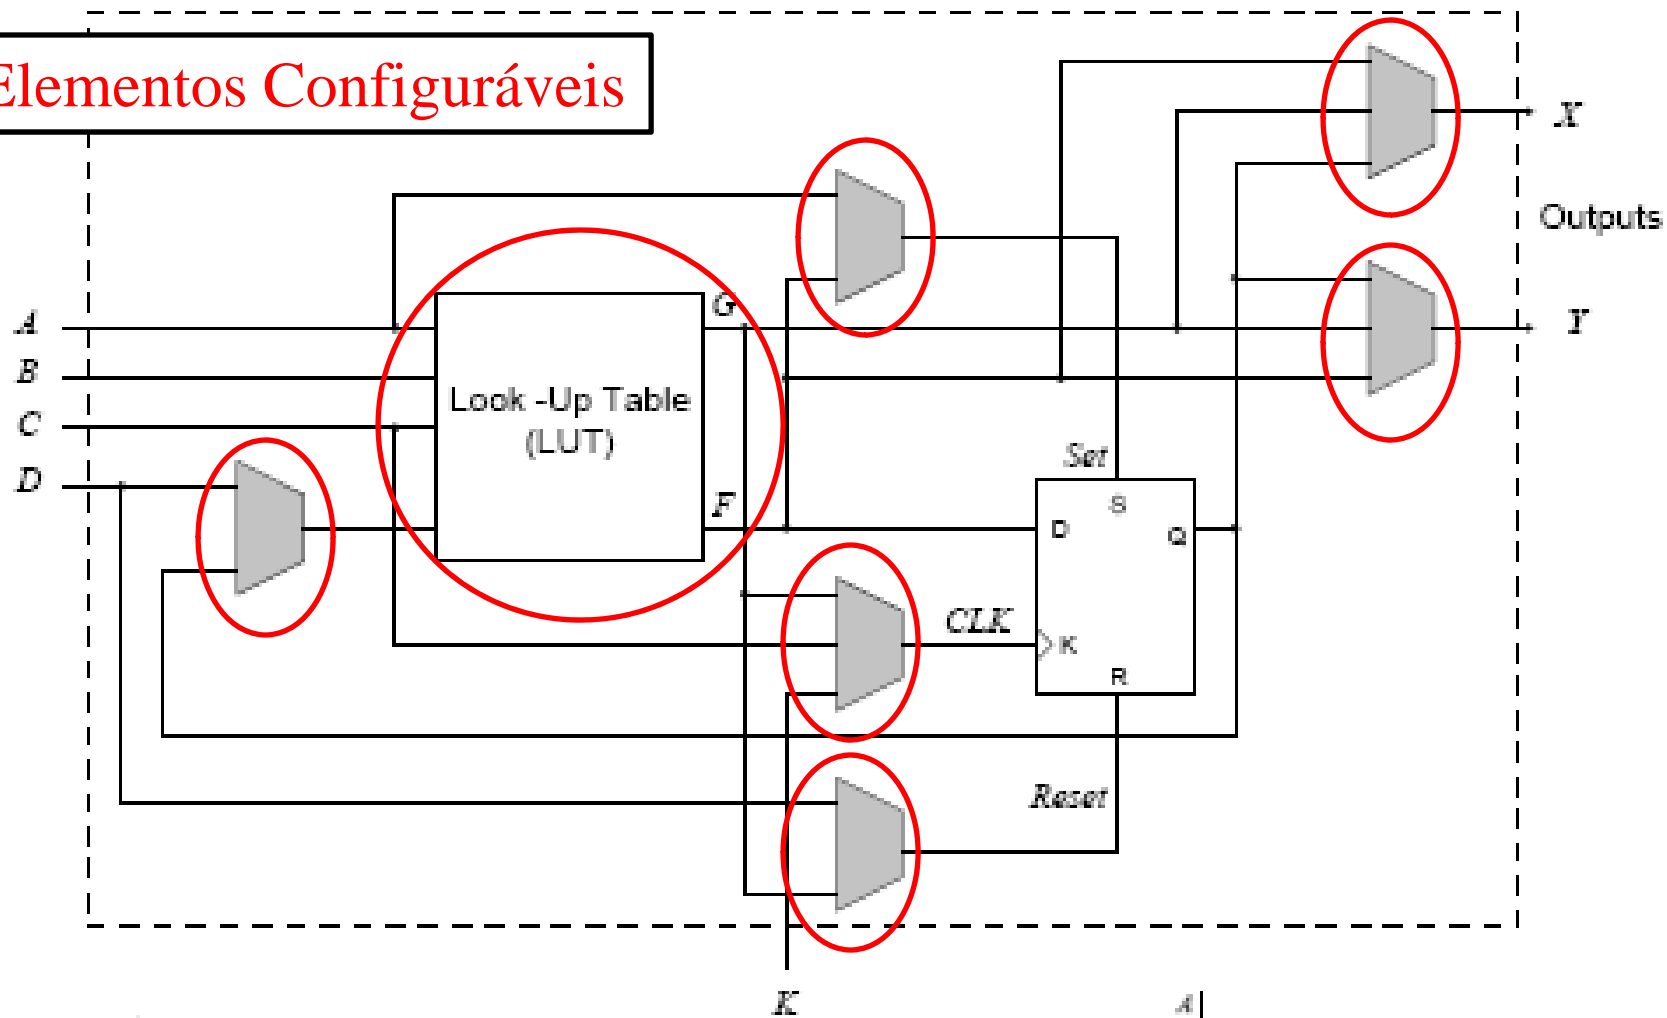 Elementos Configuráveis
X
Outputs
A
G
Y
B
Look -Up Table
(LUT)
C
Set
D
F
S
D
Q
CLK
K
R
Reset
K
A